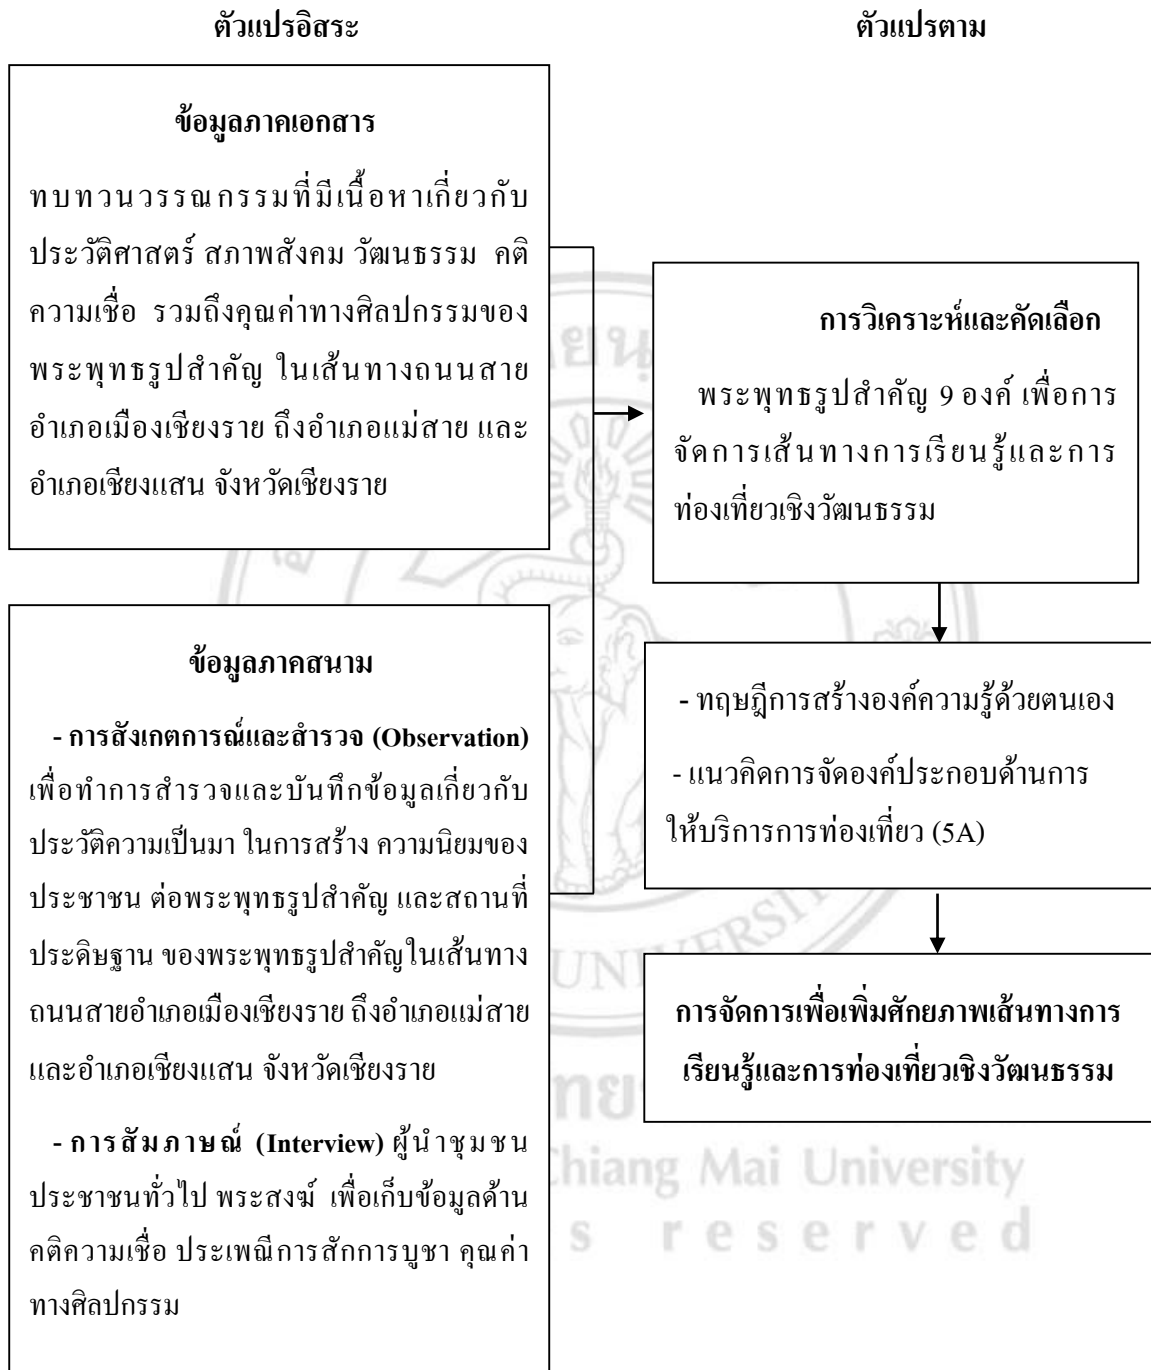 ตัวแปรอิสระ
ตัวแปรตาม
ข้อมูลภาคเอกสาร
ทบทวนวรรณกรรมที่มีเนื้อหาเกี่ยวกับ
ประวัติศาสตร์ สภาพสังคม วัฒนธรรม คติ
ความเชื่อ รวมถึงคุณค่าทางศิลปกรรมของ
พระพุทธรูปสำคัญ ในเส้นทางถนนสาย
อำเภอเมืองเชียงราย ถึงอำเภอแม่สาย และ
อำเภอเชียงแสน จังหวัดเชียงราย
ข้อมูลภาคสนาม
- การสังเกตการณ์และสำรวจ (Observation)
เพื่อทำการสำรวจและบันทึกข้อมูลเกี่ยวกับ
ประวัติความเป็นมา ในการสร้าง ความนิยมของ
ประชาชน ต่อพระพุทธรูปสำคัญ และสถานที่
ประดิษฐาน ของพระพุทธรูปสำคัญในเส้นทาง
ถนนสายอำเภอเมืองเชียงราย ถึงอำเภอแม่สาย
และอำเภอเชียงแสน จังหวัดเชียงราย
- การสัมภาษณ์ (Interview) ผู้นำชุมชน
ประชาชนทั่วไป พระสงฆ์ เพื่อเก็บข้อมูลด้าน
คติความเชื่อ ประเพณีการสักการบูชา คุณค่า
ทางศิลปกรรม
การวิเคราะห์และคัดเลือก
พระพุทธรูปสำคัญ 9 องค์ เพื่อการ
จัดการเส้นทางการเรียนรู้และการ
ท่องเที่ยวเชิงวัฒนธรรม
- ทฤษฎีการสร้างองค์ความรู้ด้วยตนเอง
- แนวคิดการจัดองค์ประกอบด้านการ
ให้บริการการท่องเที่ยว (5A)
การจัดการเพื่อเพิ่มศักยภาพเส้นทางการ
เรียนรู้และการท่องเที่ยวเชิงวัฒนธรรม
Chiang Mai University
s reserved